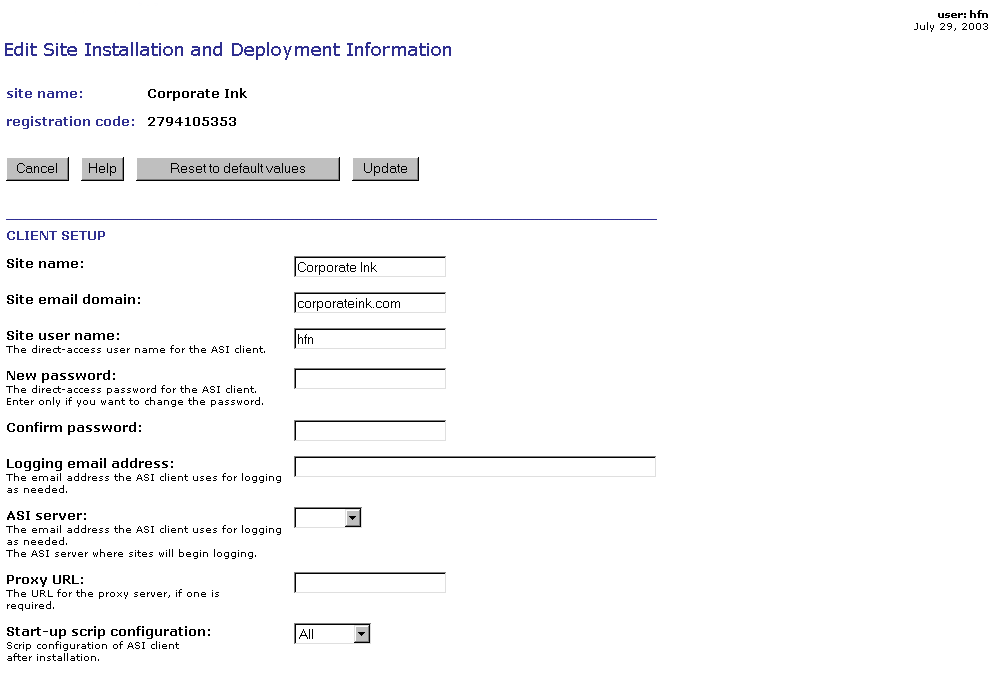 user: hfn
July 29, 2003
Edit Site Installation and Deployment Information
site name: Corporate Ink
registration code: 2794105353
Cancel Help Reset to default values Update
CLIENT SETUP
Site name: Corporate Ink
Site email domain: corporateink.com
Site user name: hfn
The direct-access user name for the ASI client.
New password:
The direct-access password for the ASI client.
Enter only if you want to change the password.
Confirm password:
Logging email address:
The email address the ASI client uses for logging
as needed.
ASI server:
The email address the ASI client uses for logging
as needed.
The ASI server where sites will begin logging.
Proxy URL:
The URL for the proxy server, if one is
required.
Start-up scrip configuration: All
Scrip configuration of ASI client
after installation.